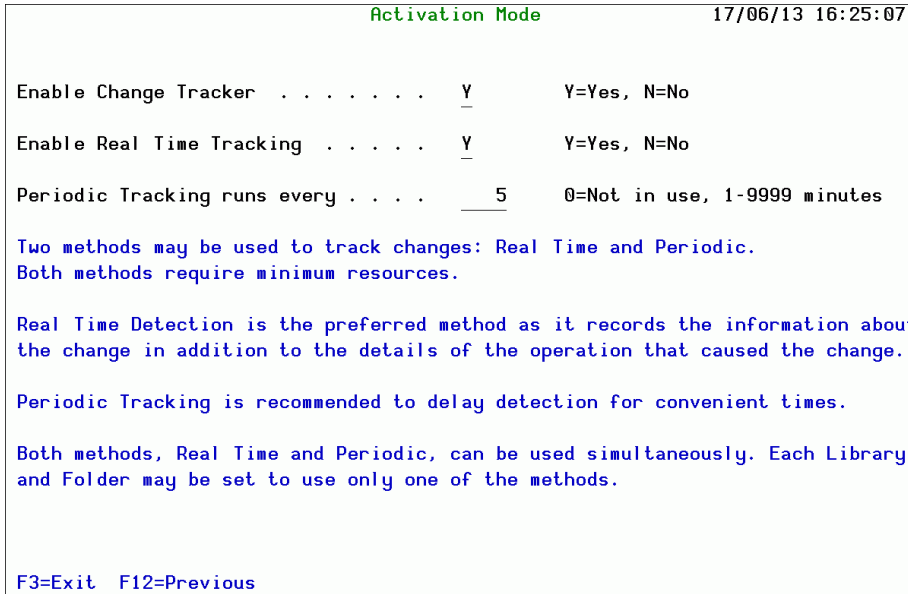 Activation Mode 17/06/13 16:25:07
Enable Change Tracker . . . . . . . Y Y=Yes, N=No
Enable Real Time Tracking . . . . . Y Y=Yes, N=No
Periodic Tracking runs every . . . . 5 0=Not in use, 1-9999 minutes
Two methods may be used to track changes: Real Time and Periodic.
Both methods require minimum resources.
Real Time Detection is the preferred method as it records the information abou
the change in addition to the details of the operation that caused the change.
Periodic Tracking is recommended to delay detection for convenient times.
Both methods, Real Time and Periodic, can be used simultaneously. Each Library
and Folder may be set to use only one of the methods.
F3=Exit F12=Previous